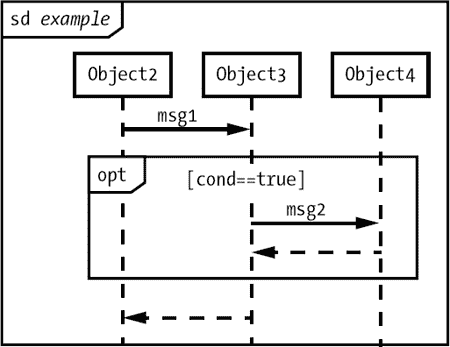 sd example
Object2 Object3 Object4
msg1
opt
[cond==true]
msg2